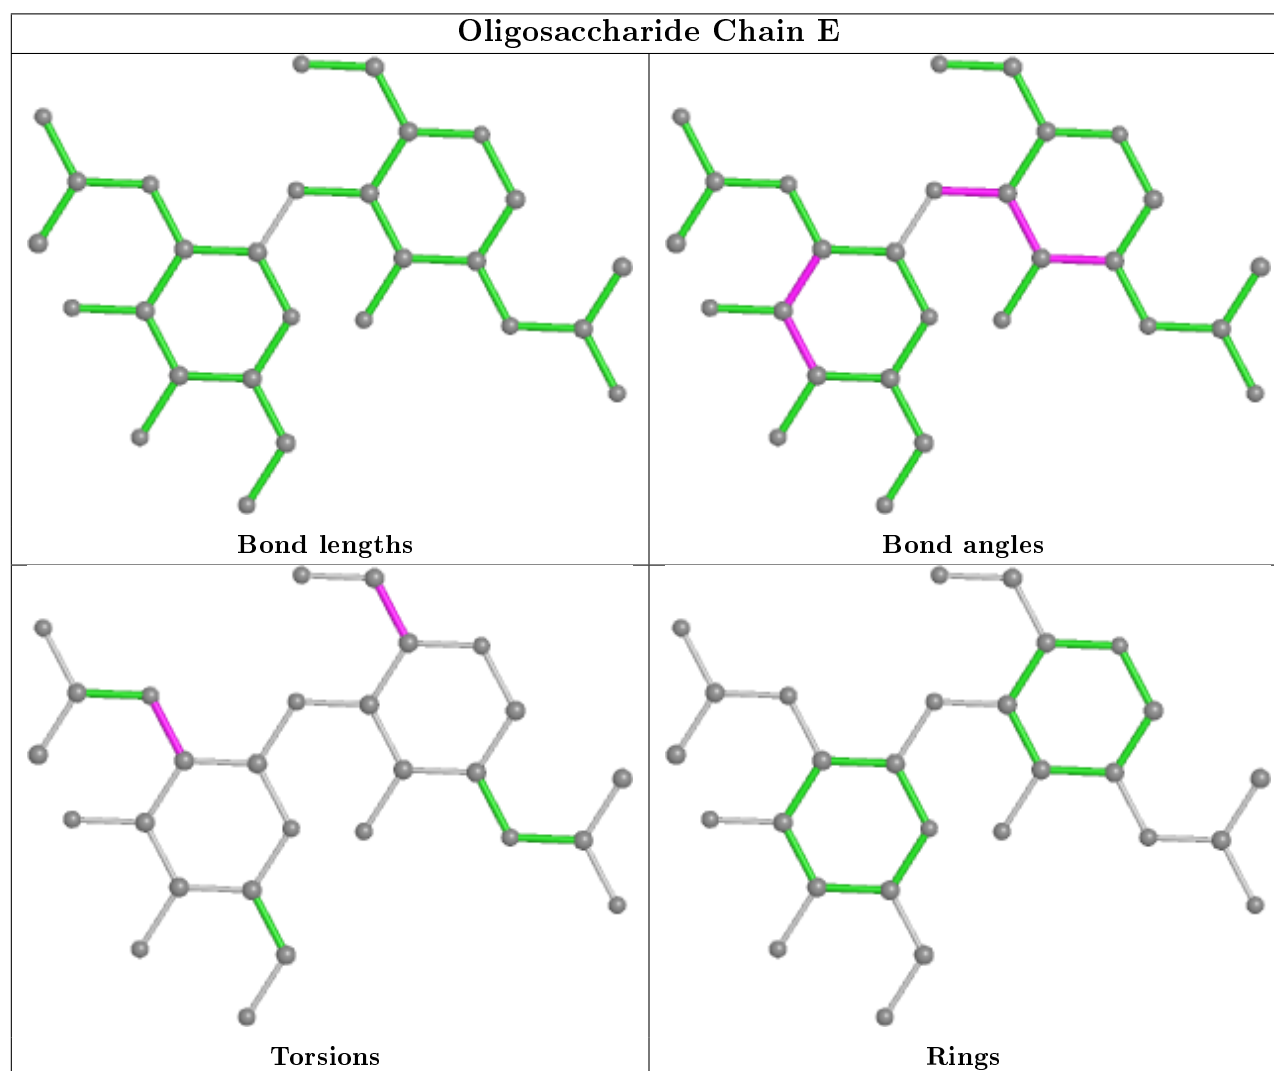 Oligosaccharide Chain E
Bond lengths
Bond angles
Torsions
Rings